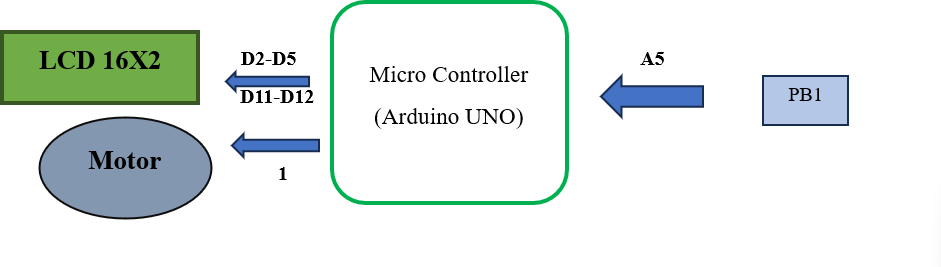 LCD 16X2
D2-D5
D11-D12
Motor
1
Micro Controller
(Arduino UNO)
A5
PB1